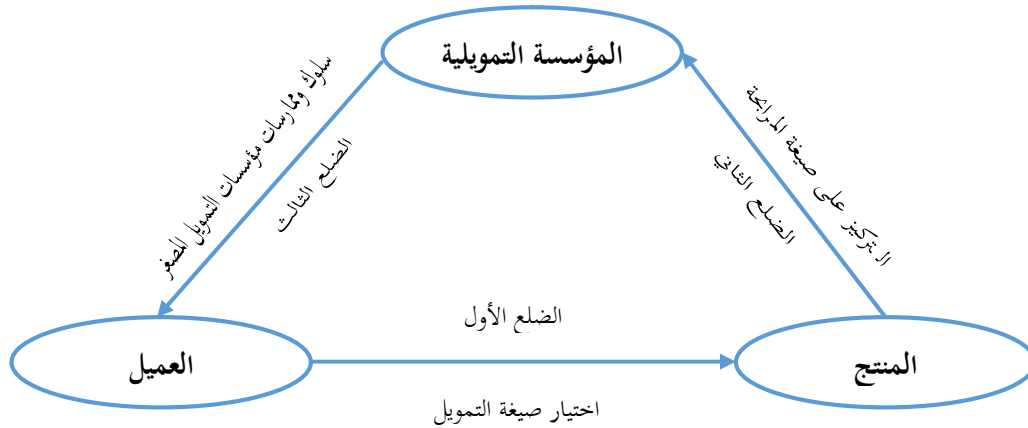 المؤسسة التمويلية
سلوك وممارسات مؤسسات التمويل المصغر
الضلع الثالث
التركيز على صيغة المرابحة
الضلع الثاني
الضلع الأول
العميل
المنتج
اختيار صيغة التمويل